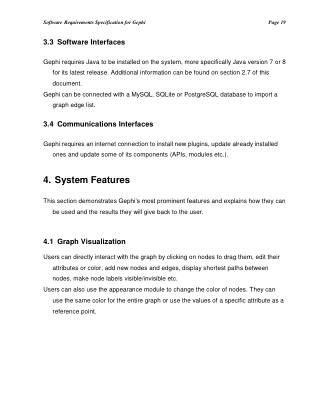 Software Requirements Specification for Gephi Page 19
3.3 Software Interfaces
Gephi requires Java to be installed on the system, more specifically Java version 7 or 8
for its latest release. Additional information can be found on section 2.7 of this
document.
Gephi can be connected with a MySQL, SQLite or PostgreSQL database to import a
graph edge list.
3.4 Communications Interfaces
Gephi requires an internet connection to install new plugins, update already installed
ones and update some of its components (APIs, modules etc.).
4. System Features
This section demonstrates Gephi's most prominent features and explains how they can
be used and the results they will give back to the user.
4.1 Graph Visualization
Users can directly interact with the graph by clicking on nodes to drag them, edit their
attributes or color, add new nodes and edges, display shortest paths between
nodes, make node labels visible/invisible etc.
Users can also use the appearance module to change the color of nodes. They can
use the same color for the entire graph or use the values of a specific attribute as a
reference point.